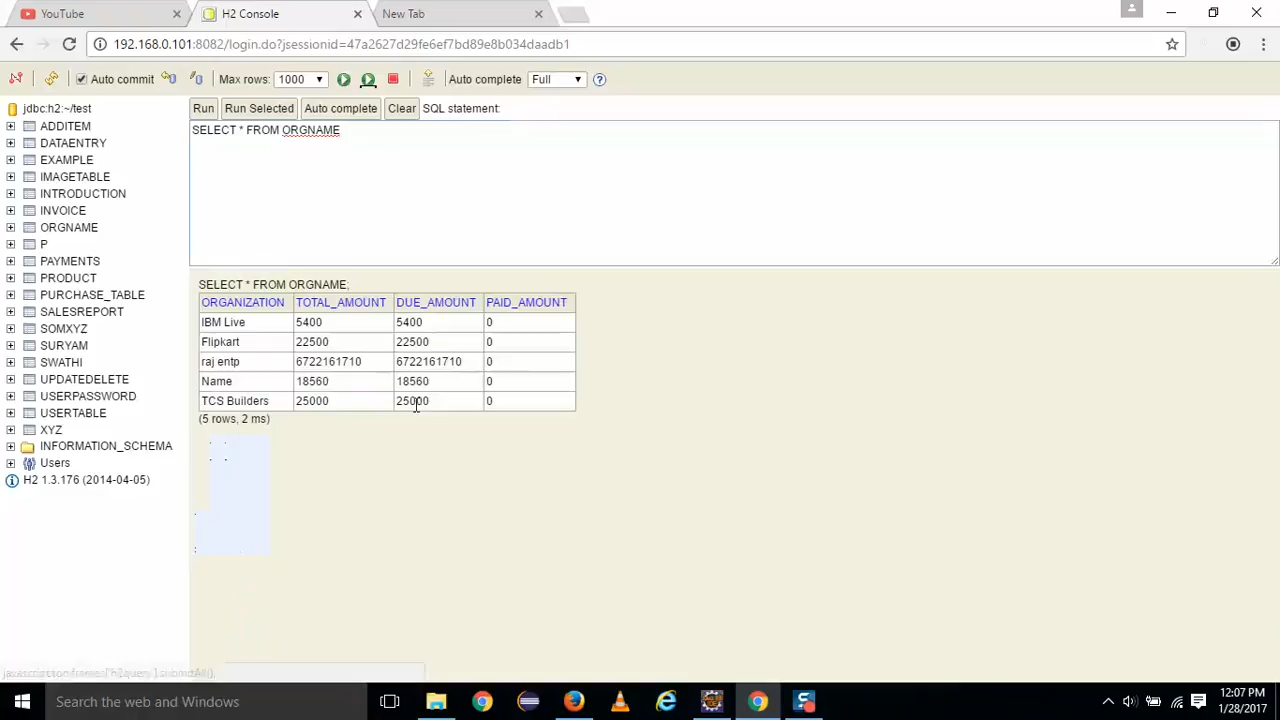 YouTube
H2 Console
New Tab
192.168.0.101:8082/login.do?jsessionid=47a2627d29fe6ef7bd89e8b034daadb1
Auto commit
Max rows: 1000
Auto complete Full
jdbc:h2:~/test
ADDITEM
DATAENTRY
EXAMPLE
IMAGETABLE
INTRODUCTION
INVOICE
ORGNAME
P
PAYMENTS
PRODUCT
PURCHASE_TABLE
SALESREPORT
SOMXYZ
SURYAM
SWATHI
UPDATEDELETE
USERPASSWORD
USERTABLE
XYZ
INFORMATION_SCHEMA
Users
H2 1.3.176 (2014-04-05)
Run Run Selected Auto complete Clear SQL statement:
SELECT * FROM ORGNAME
SELECT * FROM ORGNAME;
ORGANIZATION TOTAL_AMOUNT DUE_AMOUNT PAID_AMOUNT
IBM Live 5400 5400 0
Flipkart 22500 22500 0
raj entp 6722161710 6722161710 0
Name 18560 18560 0
TCS Builders 25000 25000 0
(5 rows, 2 ms)
Search the web and Windows
12:07 PM
1/28/2017